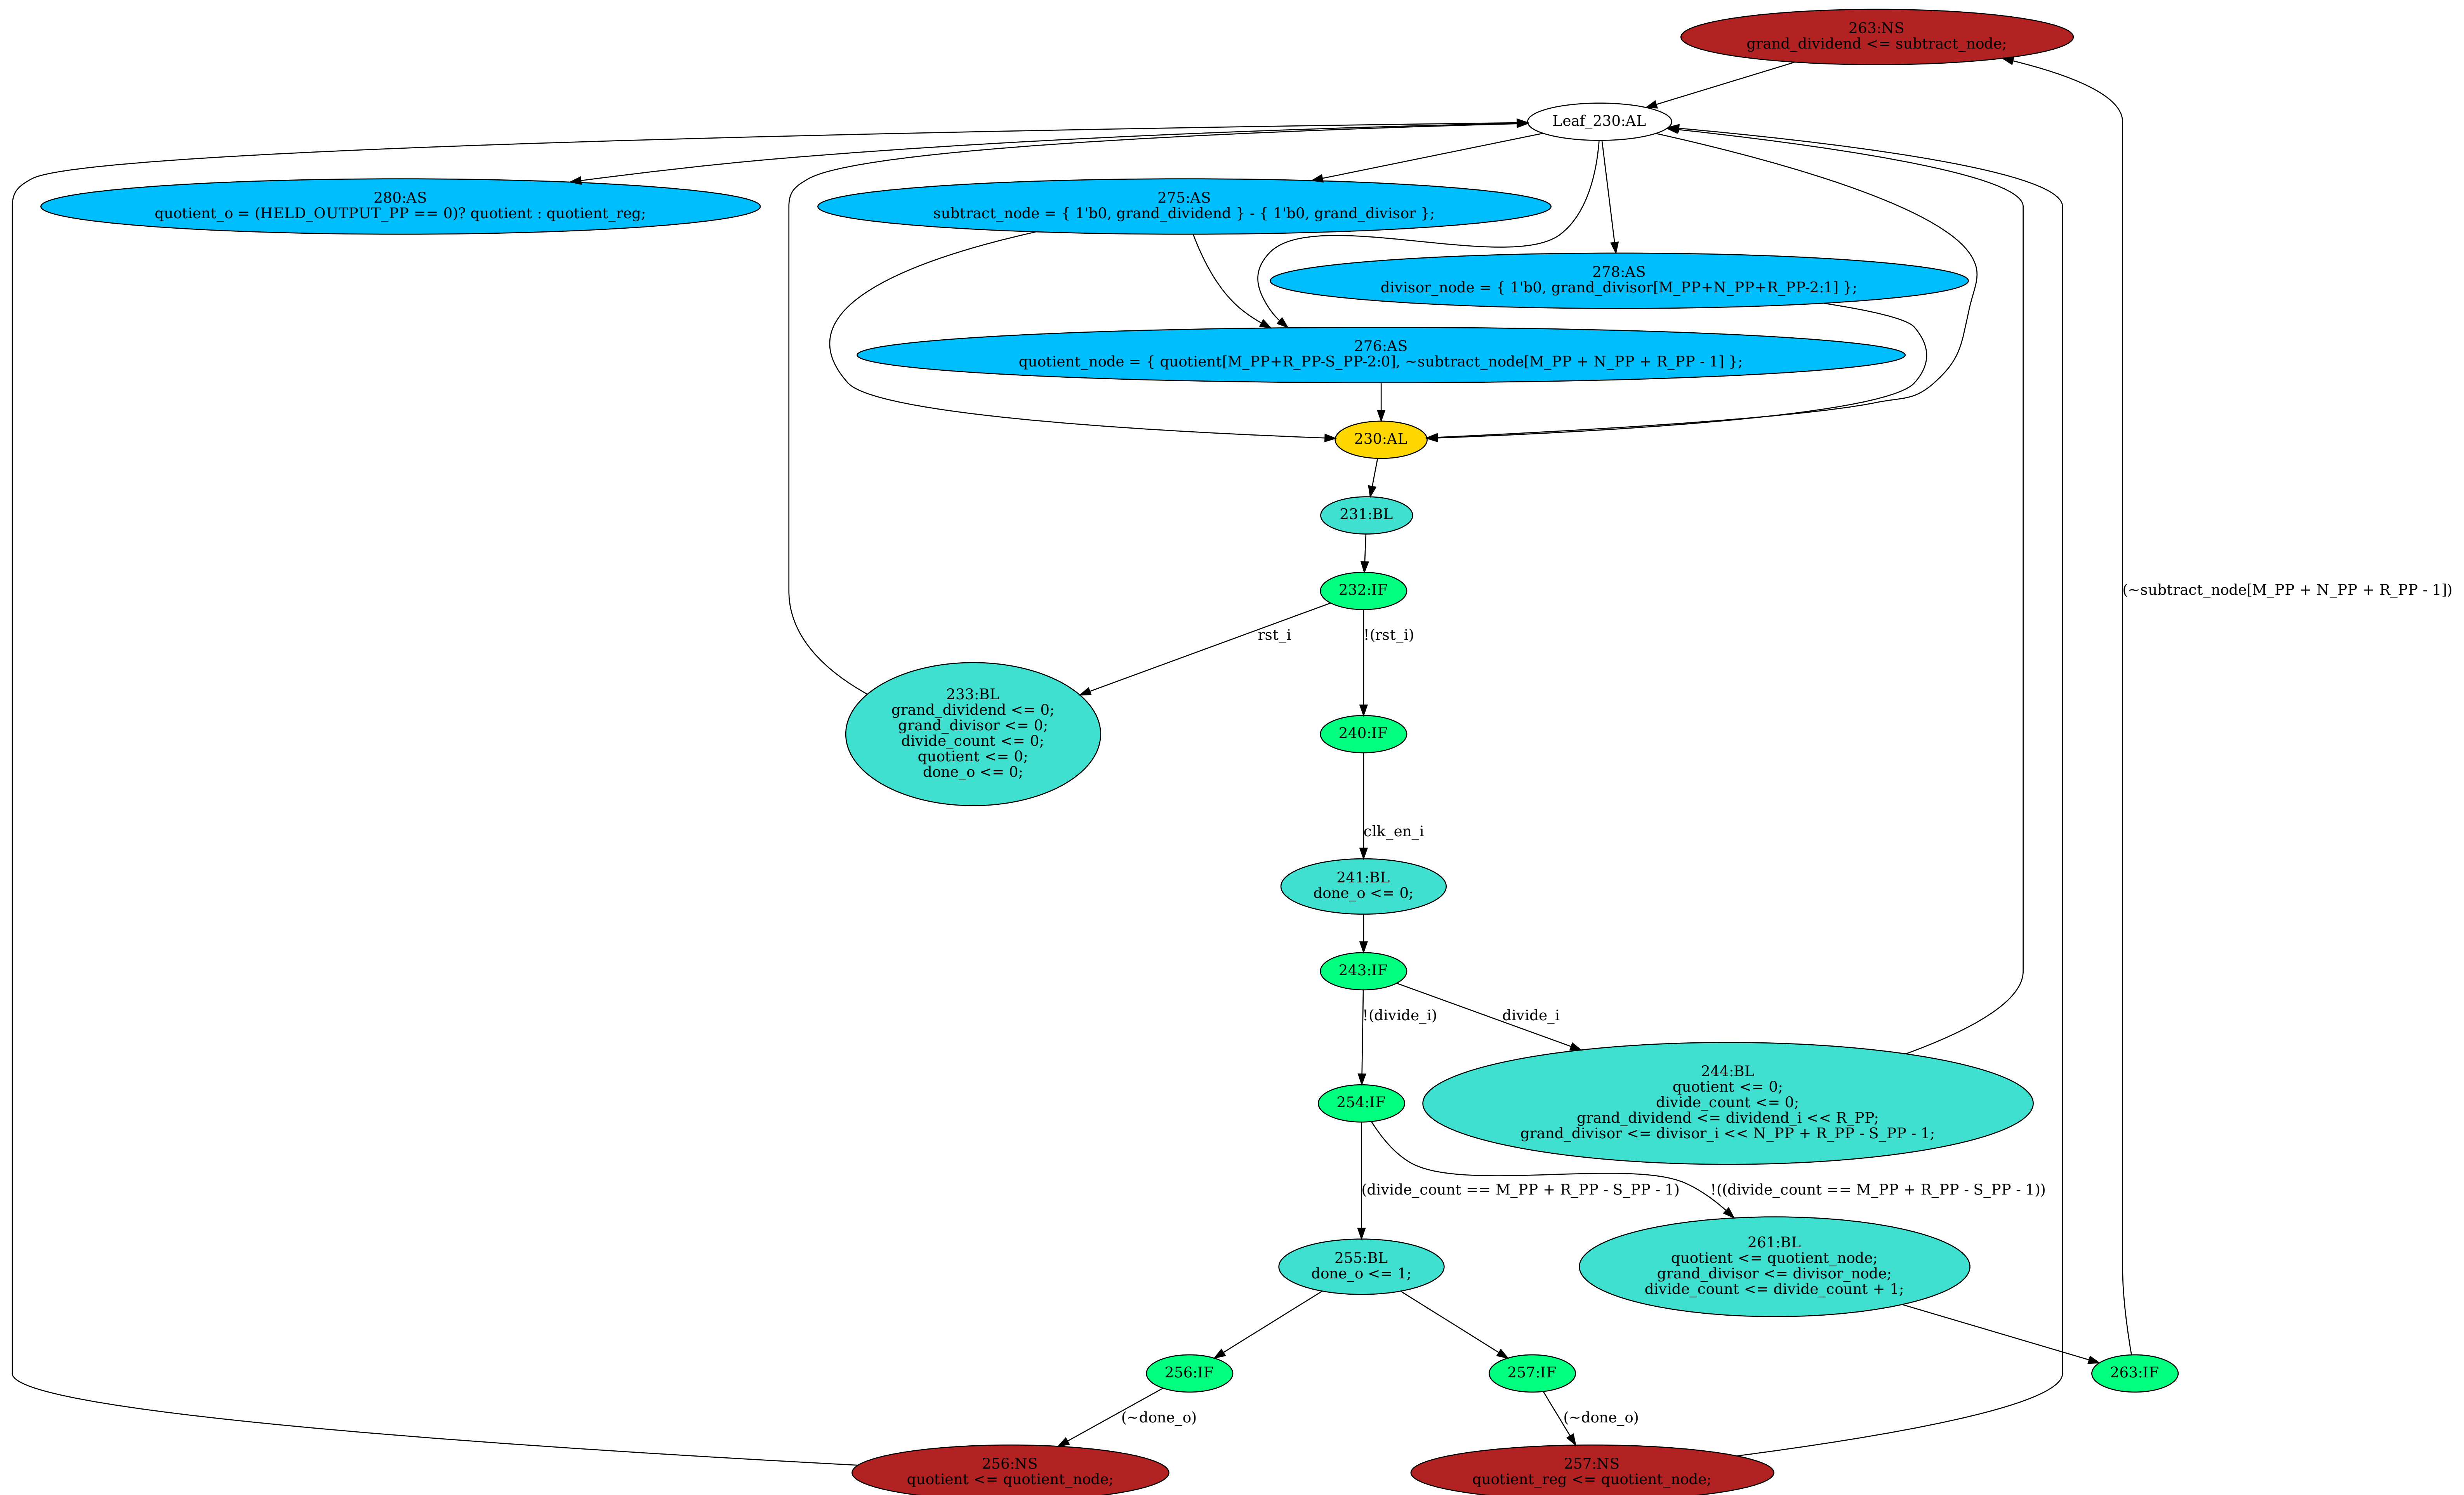 263:NS
grand_dividend <= subtract_node;
Leaf_230:AL
280:AS
quotient_o = (HELD_OUTPUT_PP == 0)? quotient : quotient_reg;
275:AS
subtract_node = { 1'b0, grand_dividend } - { 1'b0, grand_divisor };
278:AS
divisor_node = { 1'b0, grand_divisor[M_PP+N_PP+R_PP-2:1] };
276:AS
quotient_node = { quotient[M_PP+R_PP-S_PP-2:0], ~subtract_node[M_PP + N_PP + R_PP - 1] };
230:AL
231:BL
232:IF
(~subtract_node[M_PP + N_PP + R_PP - 1])
rst_i
!(rst_i)
233:BL
grand_dividend <= 0;
grand_divisor <= 0;
divide_count <= 0;
quotient <= 0;
done_o <= 0;
240:IF
clk_en_i
241:BL
done_o <= 0;
243:IF
!(divide_i)
divide_i
254:IF
244:BL
quotient <= 0;
divide_count <= 0;
grand_dividend <= dividend_i << R_PP;
grand_divisor <= divisor_i << N_PP + R_PP - S_PP - 1;
(divide_count == M_PP + R_PP - S_PP - 1)
!((divide_count == M_PP + R_PP - S_PP - 1))
255:BL
done_o <= 1;
261:BL
quotient <= quotient_node;
grand_divisor <= divisor_node;
divide_count <= divide_count + 1;
256:IF
257:IF
263:IF
(~done_o)
(~done_o)
256:NS
quotient <= quotient_node;
257:NS
quotient_reg <= quotient_node;